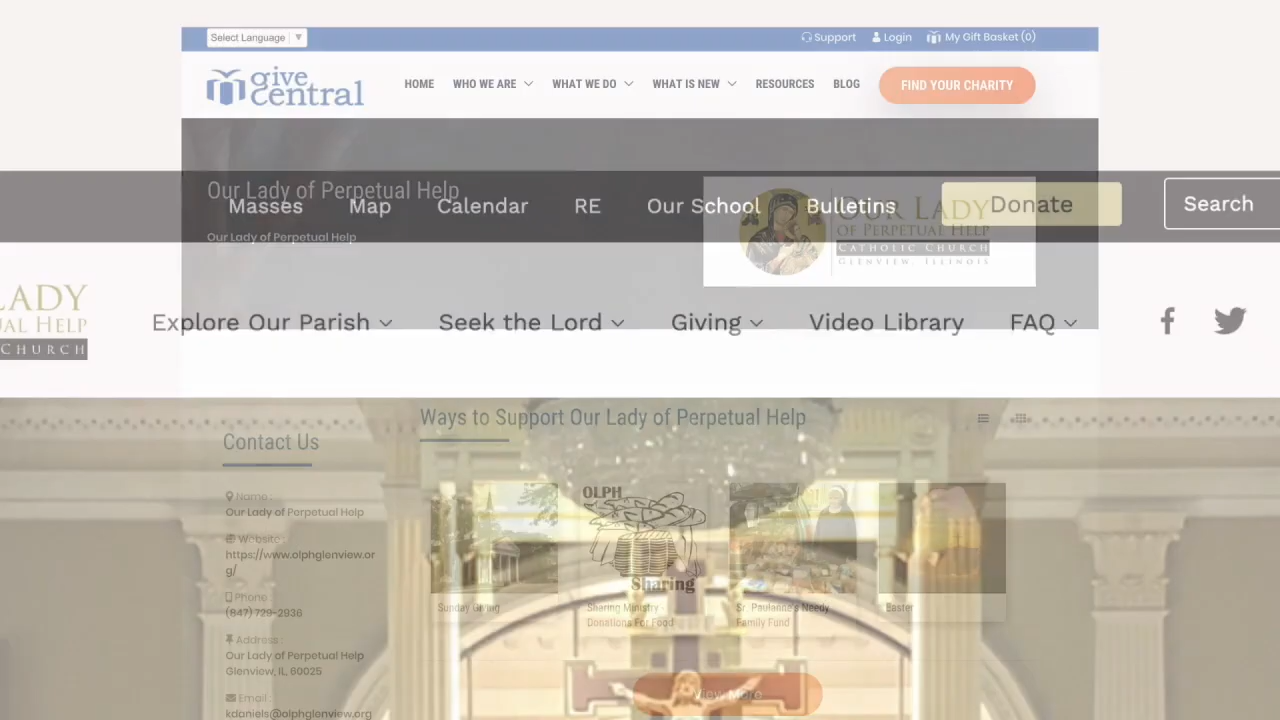 Select Language ▼
Support Login My Gift Basket (0)
give central
HOME WHO WE ARE WHAT WE DO WHAT IS NEW RESOURCES BLOG FIND YOUR CHARITY
Our Lady of Perpetual Help
Our Lady of Perpetual Help
OUR LADY
OF PERPETUAL HELP
CATHOLIC CHURCH
GLENVIEW, ILLINOIS
Masses Map Calendar RE Our School Bulletins Donate Search
LADY
UAL HELP
CHURCH
Explore Our Parish Seek the Lord Giving Video Library FAQ
Ways to Support Our Lady of Perpetual Help
Contact Us
Name :
Our Lady of Perpetual Help
Website :
https://www.olphglenview.or
g/
Phone :
(847) 729-2936
Address :
Our Lady of Perpetual Help
Glenview, IL, 60025
Email :
kdaniels@olphglenview.org
OLPH
Sharing
Sunday Giving
Sharing Ministry -
Donations For Food
Sr. Paulanne's Needy
Family Fund
Easter
View More